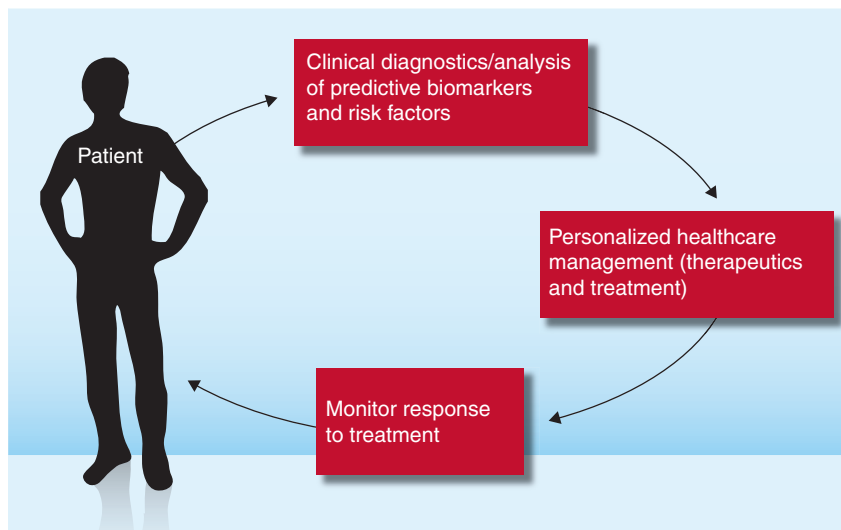 Patient
Clinical diagnostics/analysis
of predictive biomarkers
and risk factors
Personalized healthcare
management (therapeutics
and treatment)
Monitor response
to treatment